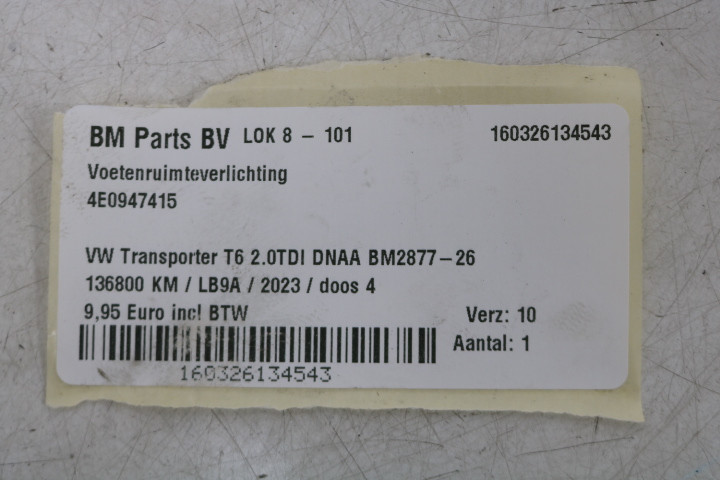 BM Parts BV LOK 8 - 101 160326134543
Voetenruimteverlichting
4E0947415
VW Transporter T6 2.0TDI DNAA BM2877-26
136800 KM / LB9A / 2023 / doos 4
9,95 Euro incl BTW Verz: 10
Aantal: 1
160326134543